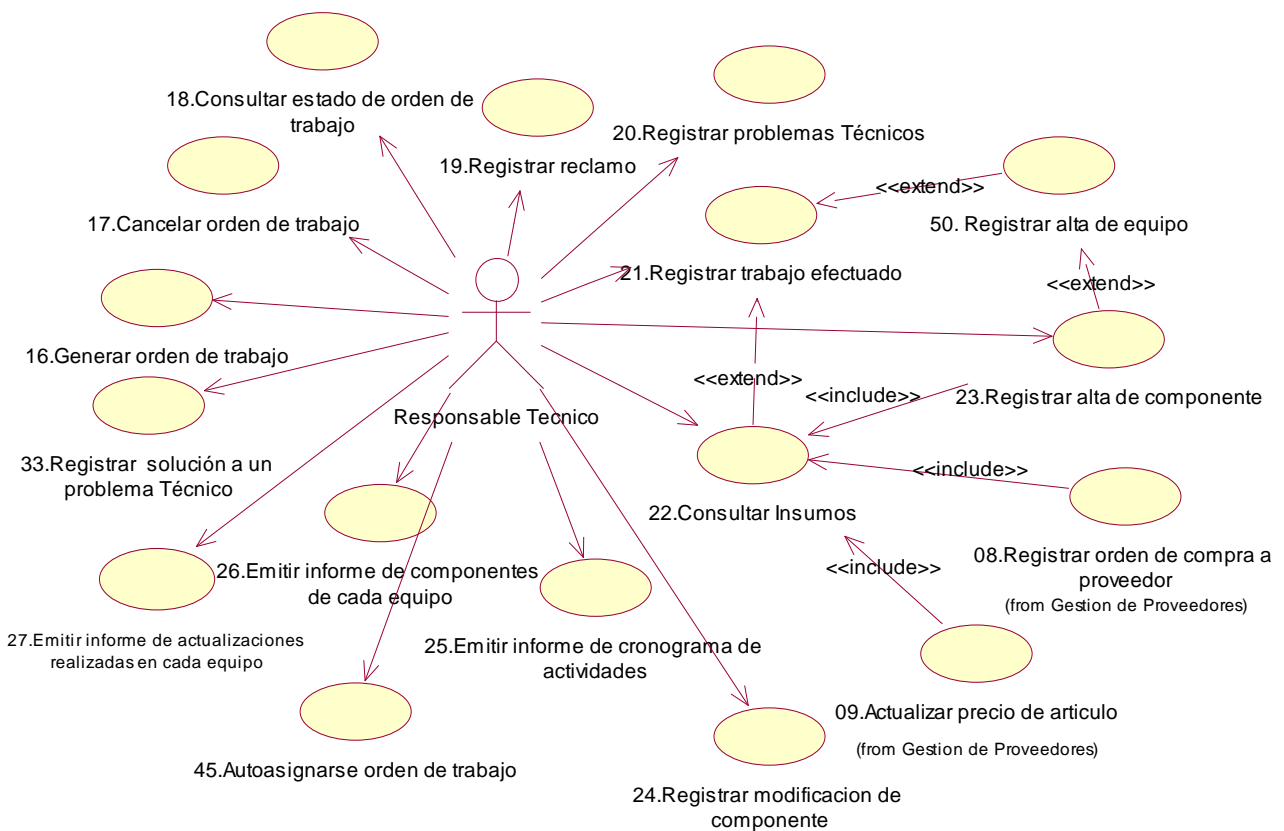 18.Consultar estado de orden de
trabajo
19.Registrar reclamo
20.Registrar problemas Técnicos
<<extend>>
17.Cancelar orden de trabajo
50. Registrar alta de equipo
21.Registrar trabajo efectuado
<<extend>>
16.Generar orden de trabajo
<<extend>>
<<include>>
23.Registrar alta de componente
Responsable Tecnico
33.Registrar solución a un
problema Técnico
<<include>>
22.Consultar Insumos
08.Registrar orden de compra a
proveedor
(from Gestion de Proveedores)
<<include>>
26.Emitir informe de componentes
de cada equipo
27.Emitir informe de actualizaciones
realizadas en cada equipo
25.Emitir informe de cronograma de
actividades
09.Actualizar precio de articulo
(from Gestion de Proveedores)
45.Autoasignarse orden de trabajo
24.Registrar modificacion de
componente